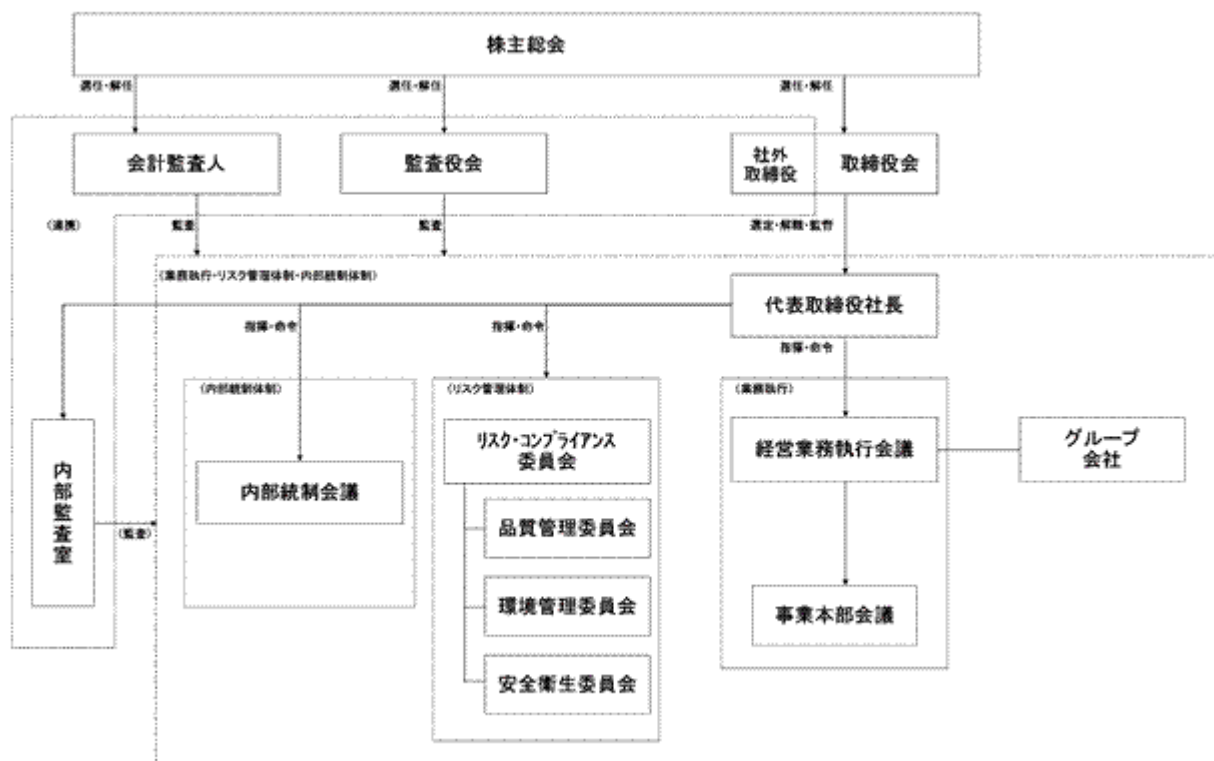 株主総会
選任・解任
選任・解任
選任・解任
会計監査人
監査役会
社外
取締役
取締役会
(連携)
監査
監査
選定・解職・監督
(業務執行・リスク管理体制・内部統制体制)
代表取締役社長
指揮・命令
指揮・命令
指揮・命令
(内部統制体制)
(リスク管理体制)
(業務執行)
リスク・コンプライアンス
委員会
経営業務執行会議
グループ
会社
内部監査室
内部統制会議
(監査)
品質管理委員会
環境管理委員会
事業本部会議
安全衛生委員会